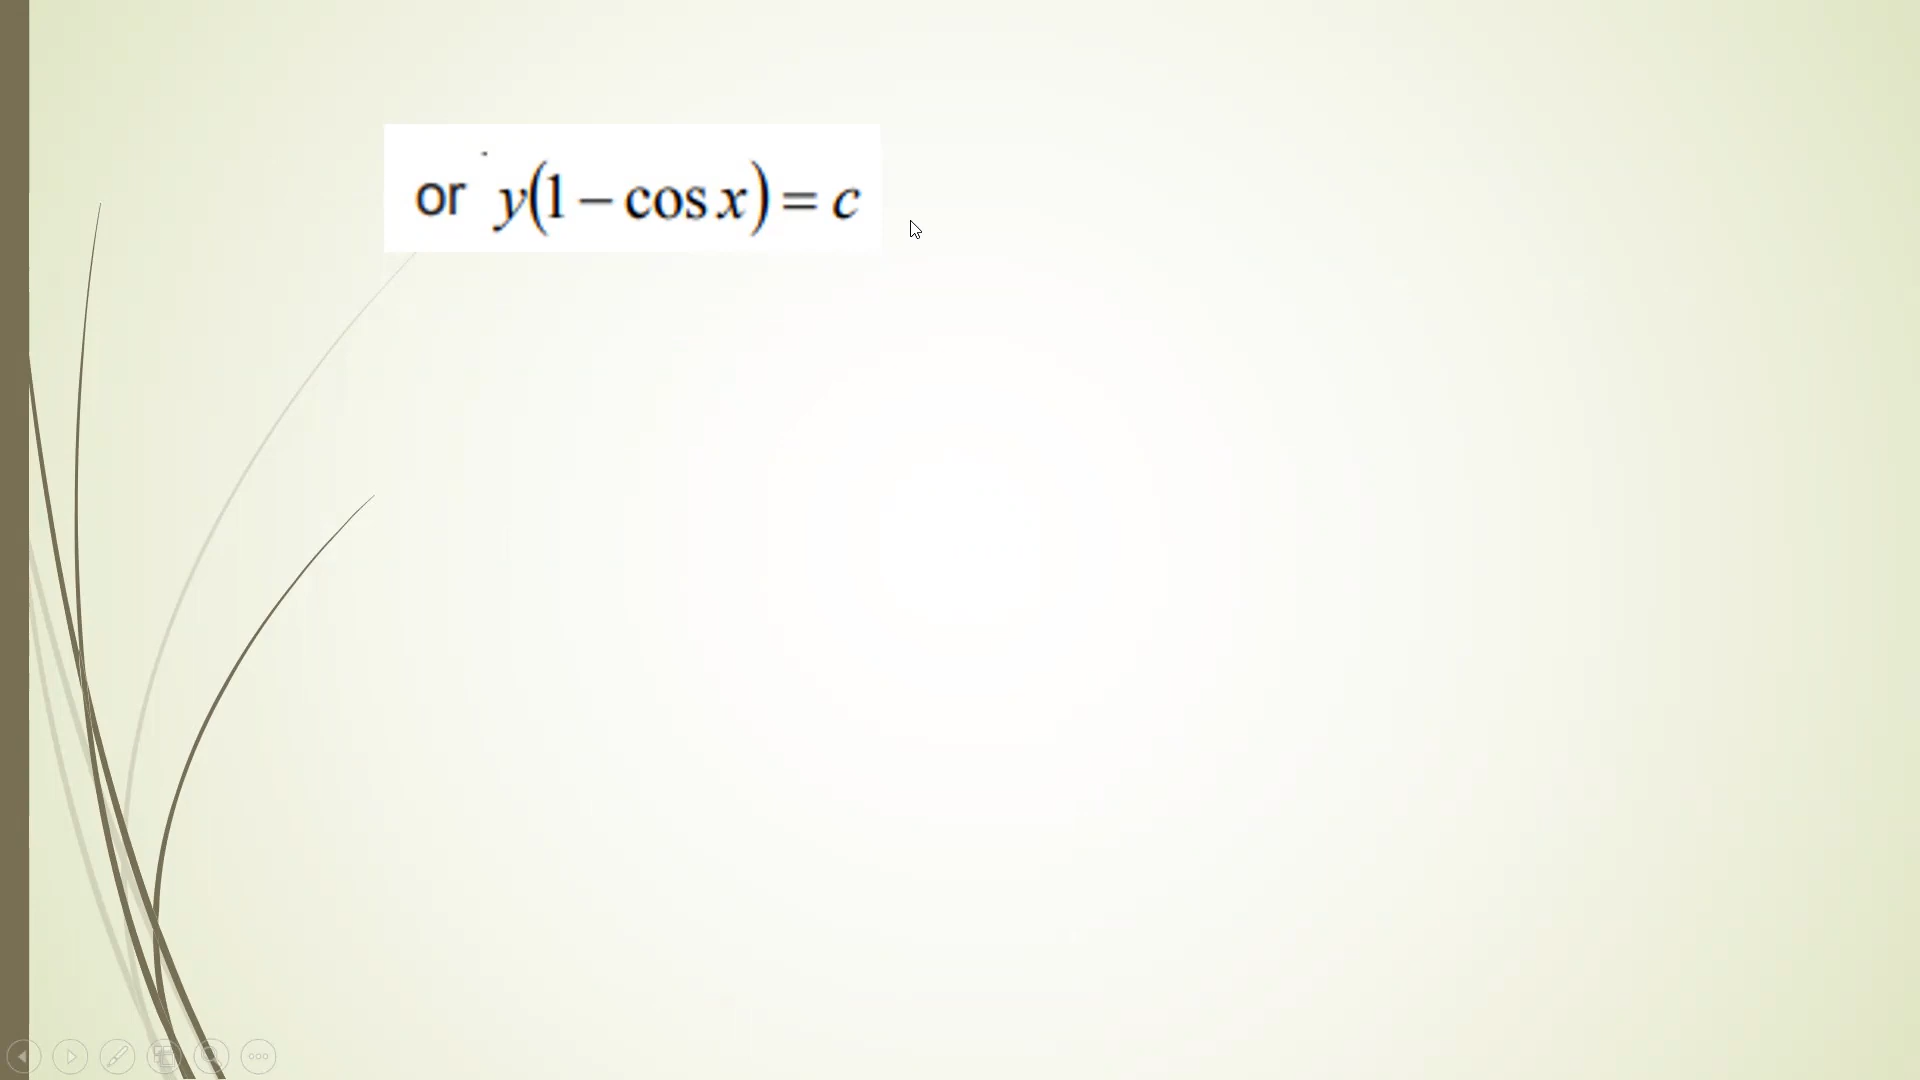 or y(1 − cos x) = c